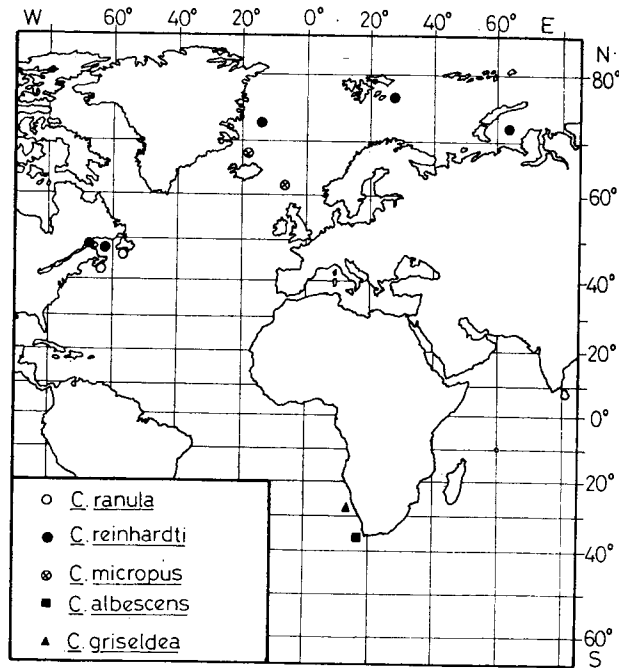 W 60° 40° 20° 0° 20° 40° 60° E
N·
80°
60°
40°
20°
0°
20°
40°
60°
S
C. ranula
C. reinhardti
C. micropus
C. albescens
C. griseldea